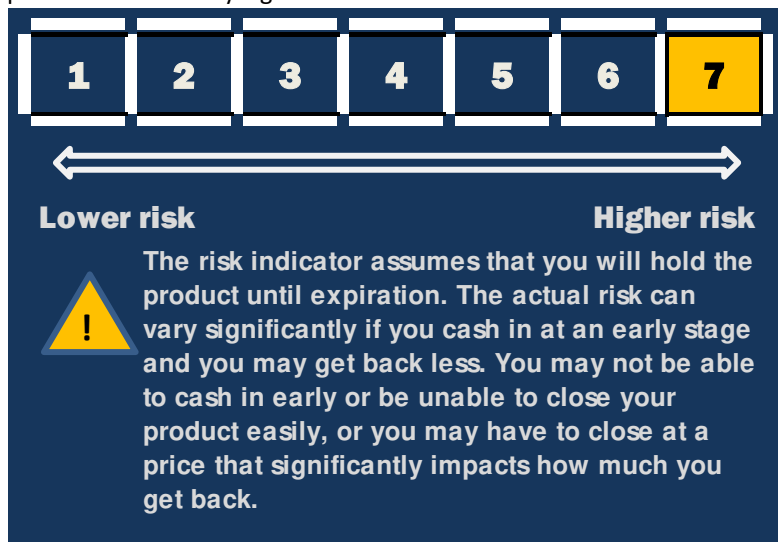 1 2 3 4 5 6 7
Lower risk Higher risk
The risk indicator assumes that you will hold the
product until expiration. The actual risk can
! vary significantly if you cash in at an early stage
and you may get back less. You may not be able
to cash in early or be unable to close your
product easily, or you may have to close at a
price that significantly impacts how much you
get back.